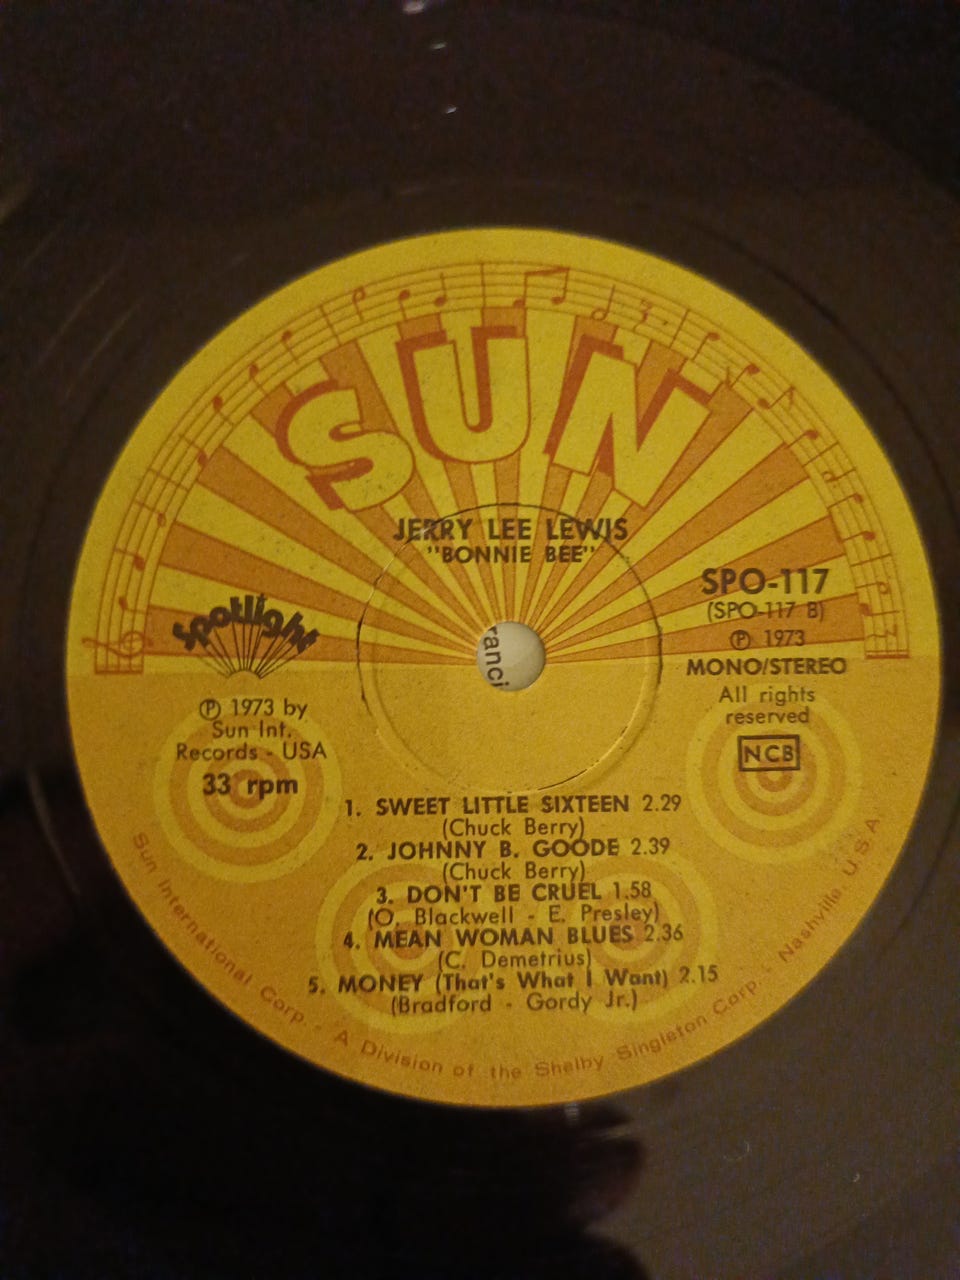 SUN
JERRY LEE LEWIS
"BONNIE BEE"
Spotlight
℗ 1973 by
Sun Int.
Records - USA
33 rpm
SPO-117
(SPO-117 B)
℗ 1973
MONO/STEREO
All rights
reserved
NCB
ranci
1. SWEET LITTLE SIXTEEN 2.29
(Chuck Berry)
2. JOHNNY B. GOODE 2.39
(Chuck Berry)
3. DON'T BE CRUEL 1.58
(O. Blackwell - E. Presley)
4. MEAN WOMAN BLUES 2.36
(C. Demetrius)
5. MONEY (That's What I Want) 2.15
(Bradford - Gordy Jr.)
Sun International Corp. - A Division of the Shelby Singleton Corp. - Nashville, U.S.A.